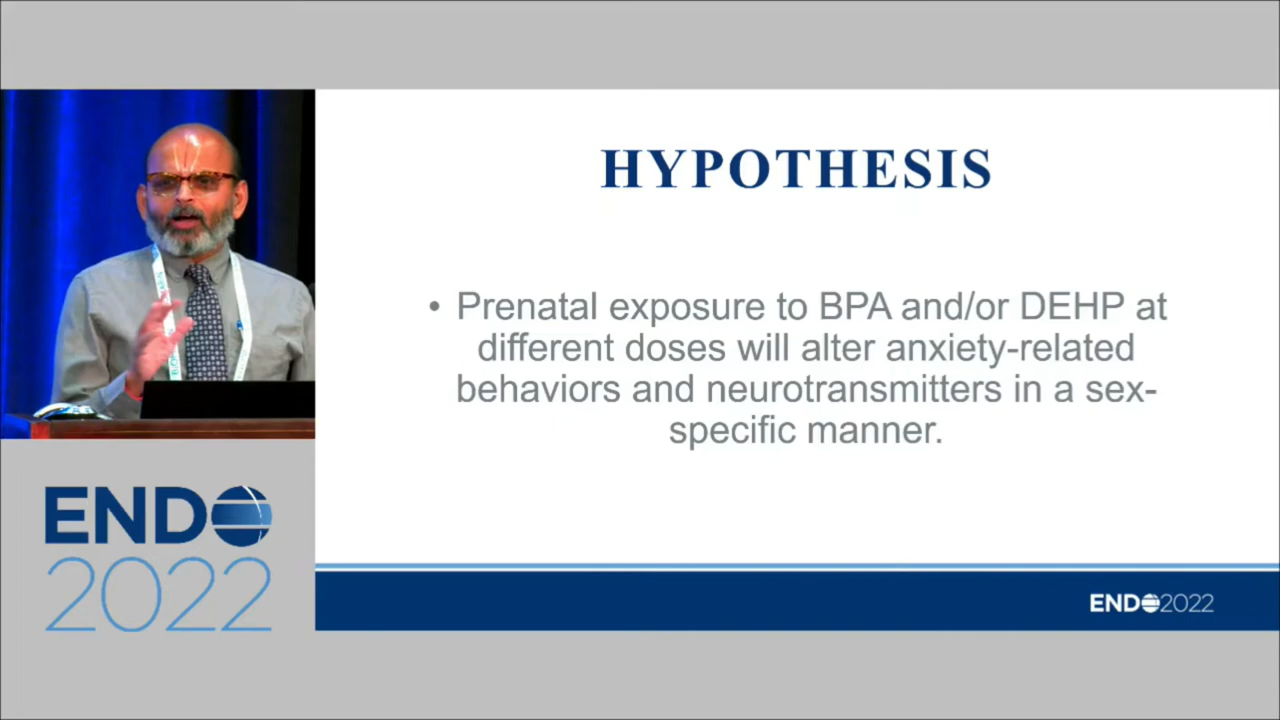 HYPOTHESIS
• Prenatal exposure to BPA and/or DEHP at
different doses will alter anxiety-related
behaviors and neurotransmitters in a sex-
specific manner.
ENDO
2022
ENDO2022